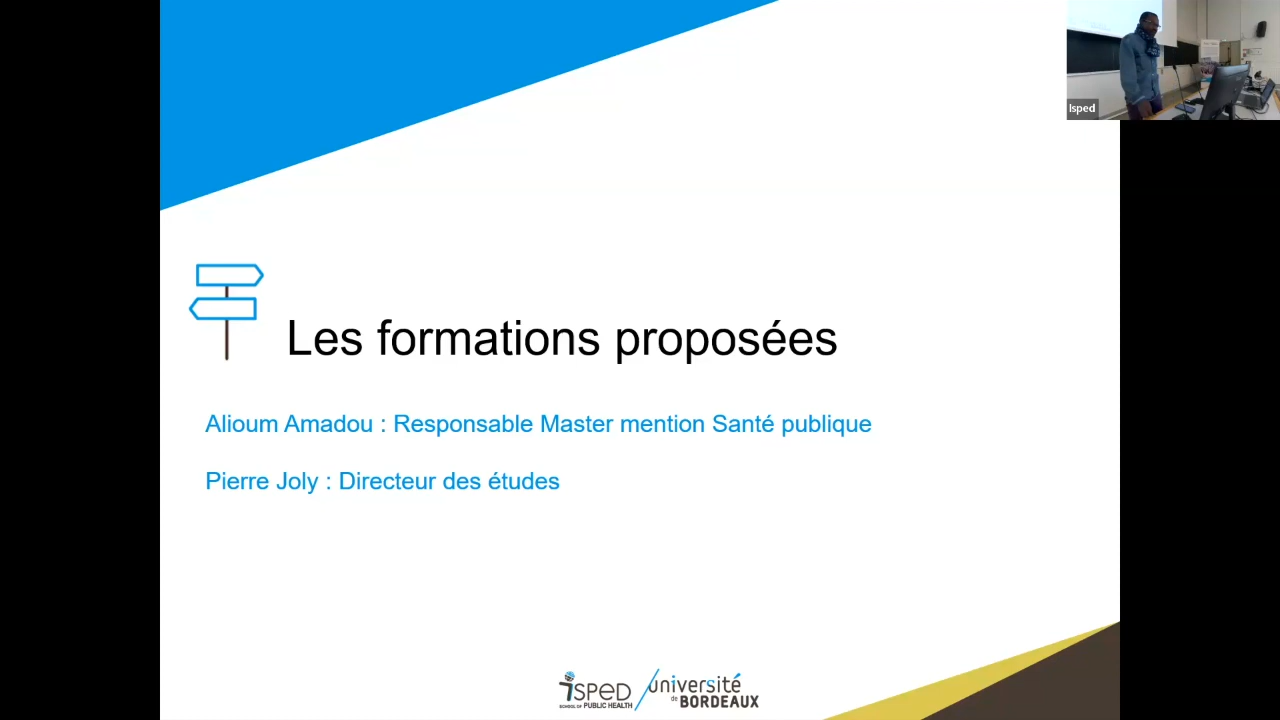 Isped
Les formations proposées
Alioum Amadou : Responsable Master mention Santé publique
Pierre Joly : Directeur des études
isped
SCHOOL OF PUBLIC HEALTH
université
de BORDEAUX